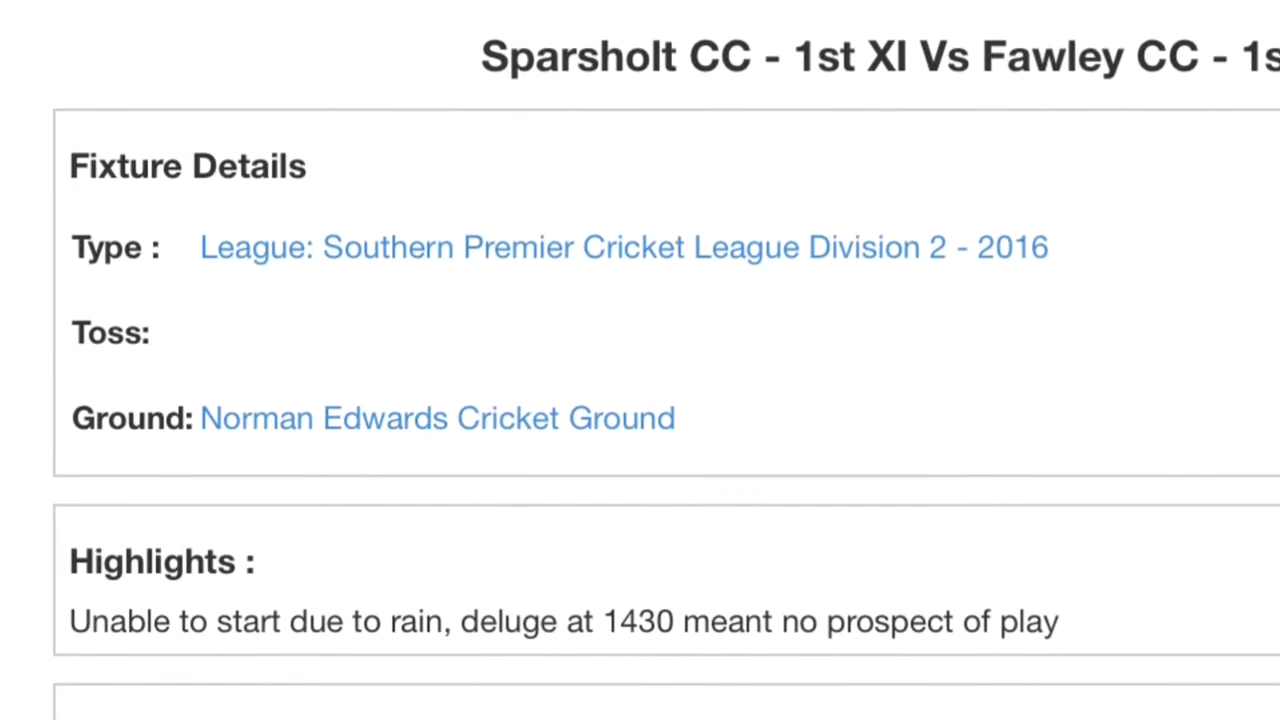 Sparsholt CC - 1st XI Vs Fawley CC - 1s
Fixture Details
Type : League: Southern Premier Cricket League Division 2 - 2016
Toss:
Ground: Norman Edwards Cricket Ground
Highlights :
Unable to start due to rain, deluge at 1430 meant no prospect of play